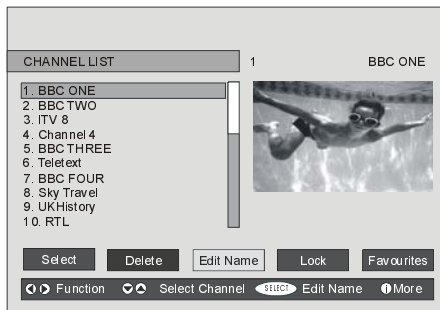 CHANNEL LIST
1 BBC ONE
1. BBC ONE
2. BBC TWO
3. ITV 8
4. Channel 4
5. BBC THREE
6. Teletext
7. BBC FOUR
8. Sky Travel
9. UKHistory
10. RTL
Select Delete Edit Name Lock Favourites
Function Select Channel SELECT Edit Name i More